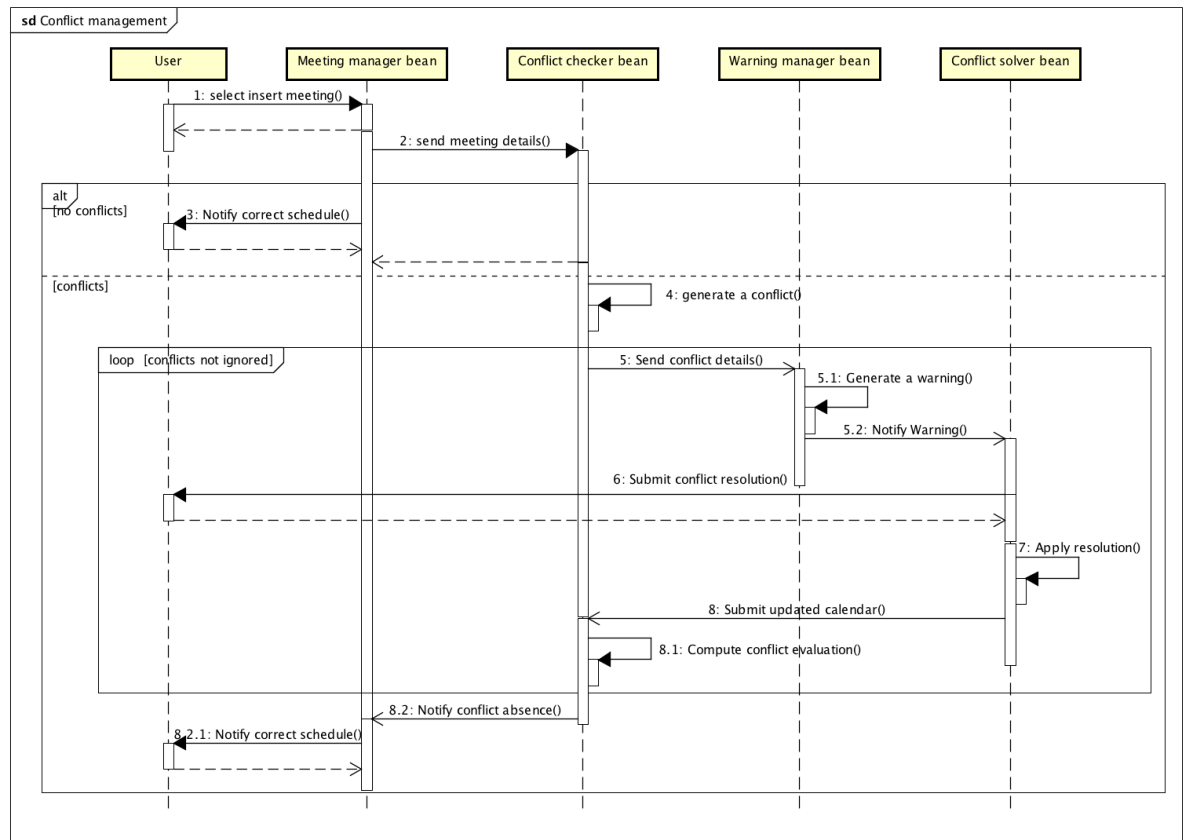 sd Conflict management
User
Meeting manager bean
Conflict checker bean
Warning manager bean
Conflict solver bean
1: select insert meeting()
2: send meeting details()
alt
[no conflicts]
3: Notify correct schedule()
[conflicts]
4: generate a conflict()
loop [conflicts not ignored]
5: Send conflict details()
5.1: Generate a warning()
5.2: Notify Warning()
6: Submit conflict resolution()
7: Apply resolution()
8: Submit updated calendar()
8.1: Compute conflict evaluation()
8.2: Notify conflict absence()
8.2.1: Notify correct schedule()